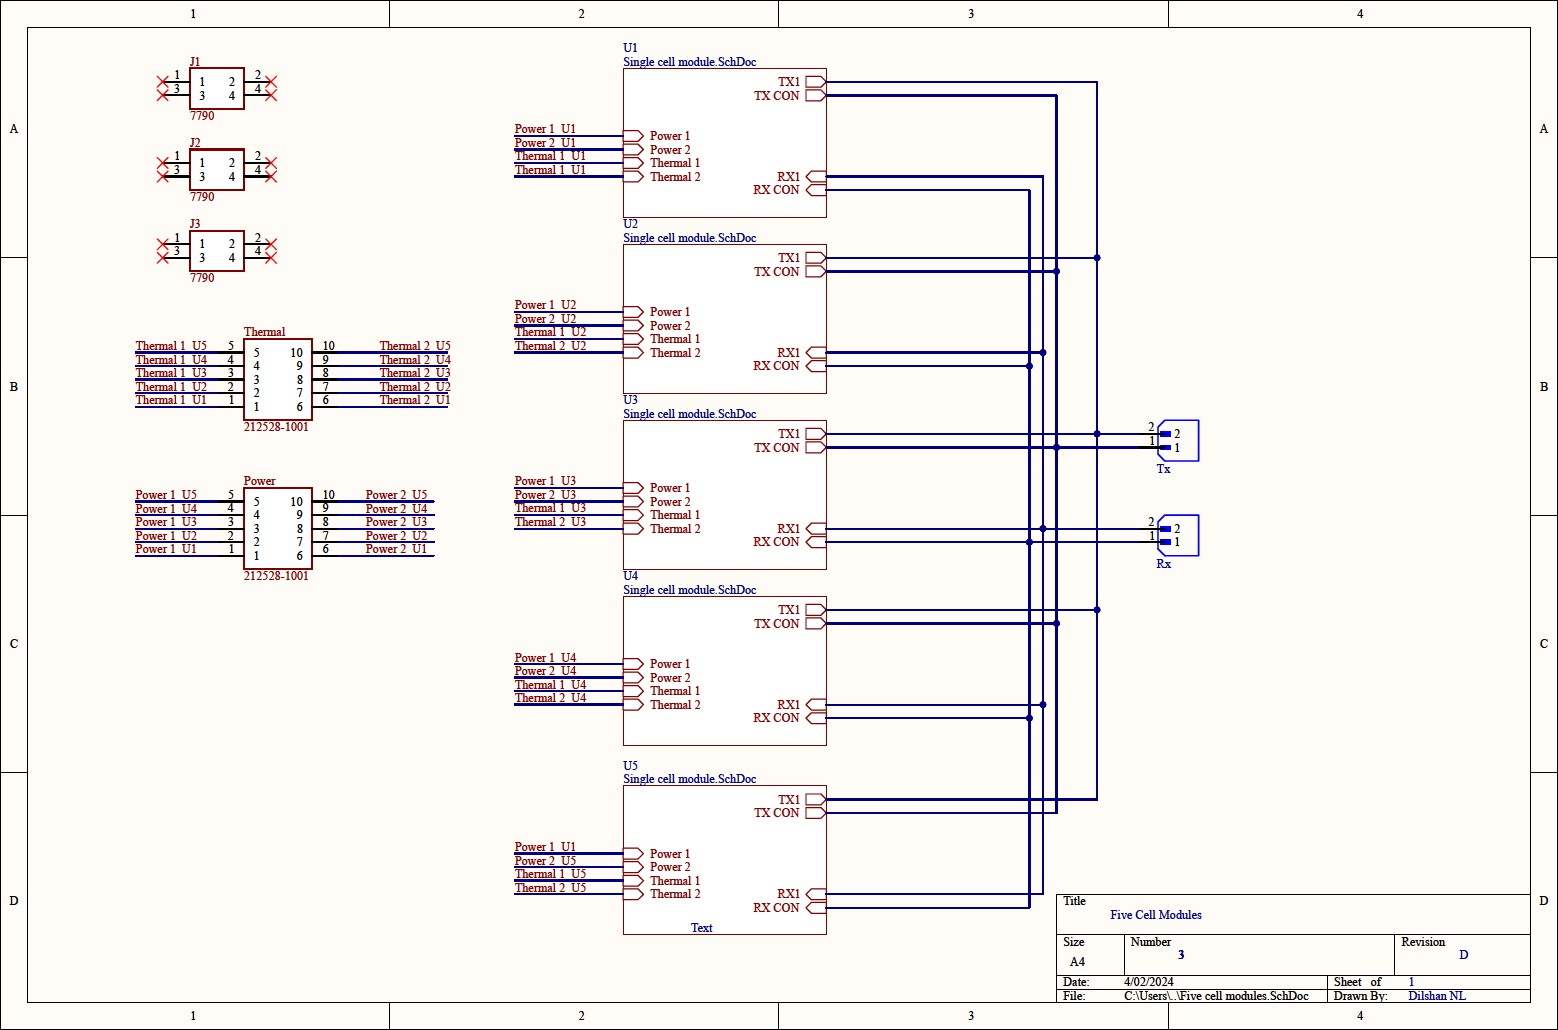 1 2 3 4
A A
B B
C C
D D
J1
1 1 2 2
3 3 4 4
7790
J2
1 1 2 2
3 3 4 4
7790
J3
1 1 2 2
3 3 4 4
7790
Thermal
Thermal 1 U5 5 5 10 10 Thermal 2 U5
Thermal 1 U4 4 4 9 9 Thermal 2 U4
Thermal 1 U3 3 3 8 8 Thermal 2 U3
Thermal 1 U2 2 2 7 7 Thermal 2 U2
Thermal 1 U1 1 1 6 6 Thermal 2 U1
212528-1001
Power
Power 1 U5 5 5 10 10 Power 2 U5
Power 1 U4 4 4 9 9 Power 2 U4
Power 1 U3 3 3 8 8 Power 2 U3
Power 1 U2 2 2 7 7 Power 2 U2
Power 1 U1 1 1 6 6 Power 2 U1
212528-1001
U1
Single cell module.SchDoc
TX1
TX CON
Power 1 U1 Power 1
Power 2 U1 Power 2
Thermal 1 U1 Thermal 1
Thermal 1 U1 Thermal 2
RX1
RX CON
U2
Single cell module.SchDoc
TX1
TX CON
Power 1 U2 Power 1
Power 2 U2 Power 2
Thermal 1 U2 Thermal 1
Thermal 2 U2 Thermal 2
RX1
RX CON
U3
Single cell module.SchDoc
TX1
TX CON
Power 1 U3 Power 1
Power 2 U3 Power 2
Thermal 1 U3 Thermal 1
Thermal 2 U3 Thermal 2
RX1
RX CON
U4
Single cell module.SchDoc
TX1
TX CON
Power 1 U4 Power 1
Power 2 U4 Power 2
Thermal 1 U4 Thermal 1
Thermal 2 U4 Thermal 2
RX1
RX CON
U5
Single cell module.SchDoc
TX1
TX CON
Power 1 U1 Power 1
Power 2 U5 Power 2
Thermal 1 U5 Thermal 1
Thermal 2 U5 Thermal 2
RX1
RX CON
Text
2 2
1 1
Tx
2 2
1 1
Rx
Title
Five Cell Modules
Size Number Revision
A4 3 D
Date: 4/02/2024 Sheet of 1
File: C:\Users\..\Five cell modules.SchDoc Drawn By: Dilshan NL
1 2 3 4